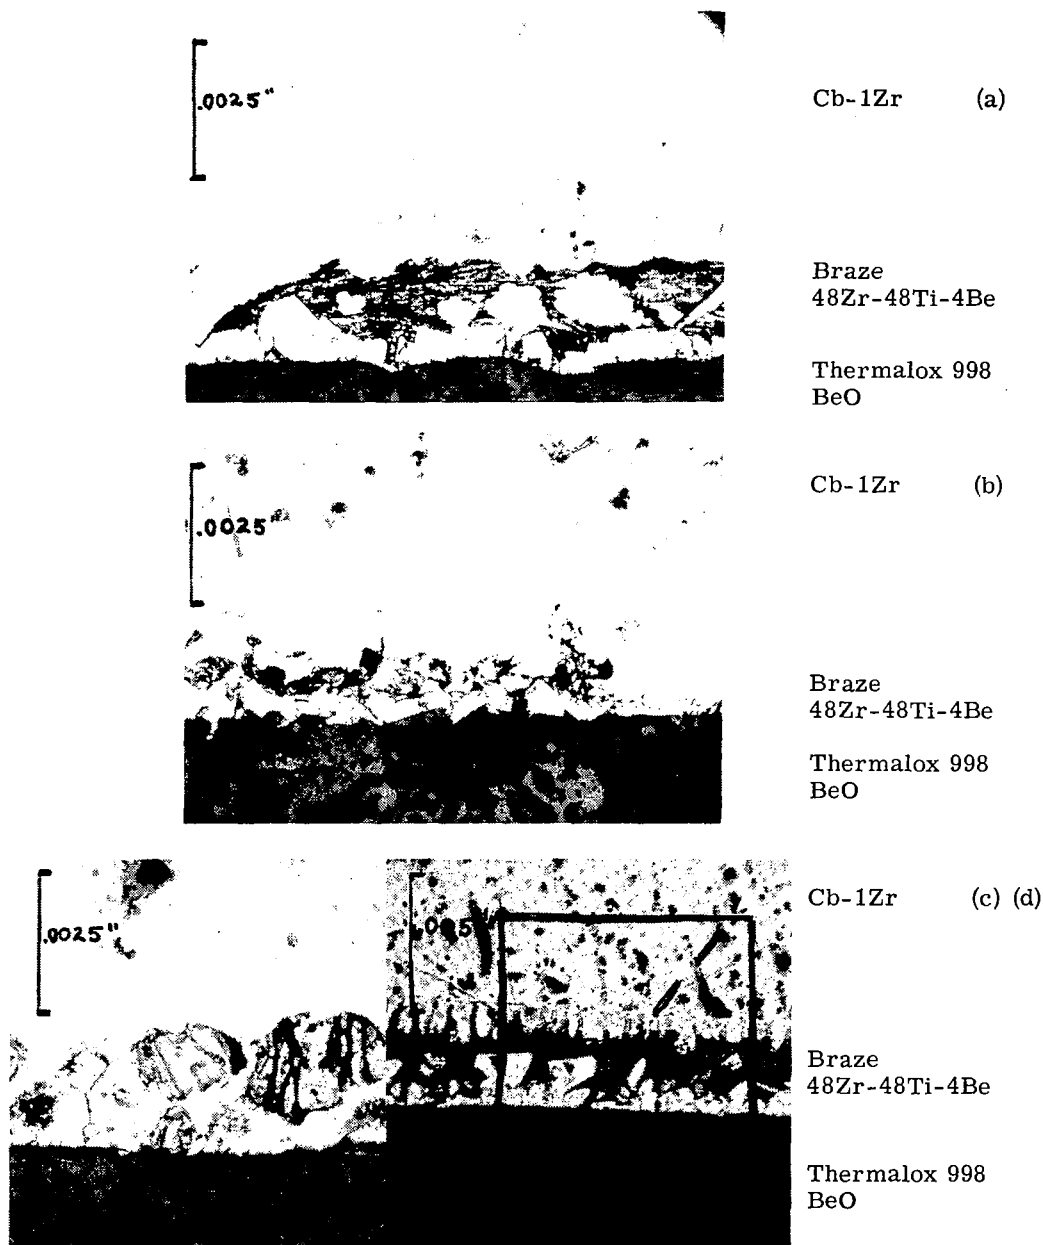 .0025"
Cb-1Zr (a)
Braze
48Zr-48Ti-4Be
Thermalox 998
BeO
.0025"
Cb-1Zr (b)
Braze
48Zr-48Ti-4Be
Thermalox 998
BeO
.0025"
.005"
Cb-1Zr (c) (d)
Braze
48Zr-48Ti-4Be
Thermalox 998
BeO